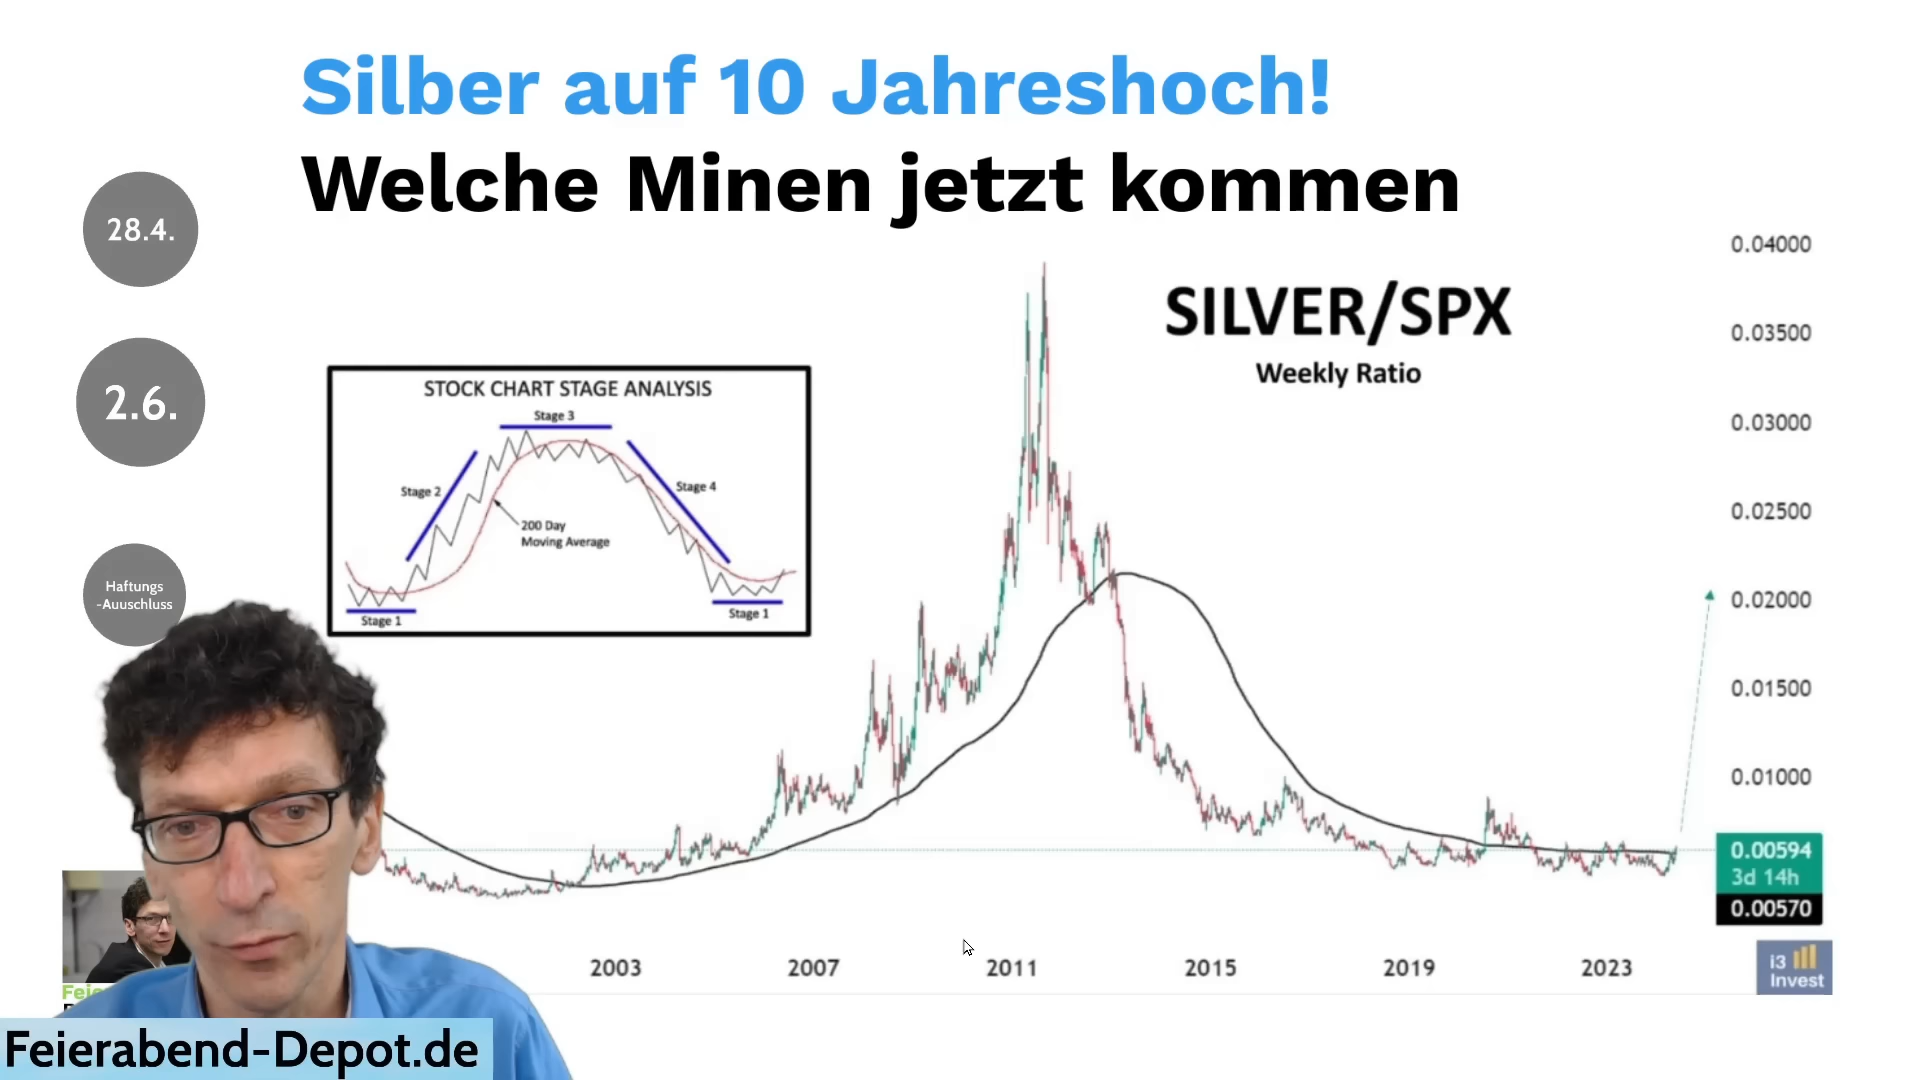 Silber auf 10 Jahreshoch!
Welche Minen jetzt kommen
28.4.
2.6.
Haftungs
-Auuschluss
STOCK CHART STAGE ANALYSIS
Stage 3
Stage 2
Stage 4
200 Day
Moving Average
Stage 1
Stage 1
SILVER/SPX
Weekly Ratio
0.04000
0.03500
0.03000
0.02500
0.02000
0.01500
0.01000
0.00594
3d 14h
0.00570
2003
2007
2011
2015
2019
2023
i3
Invest
Feierabend-Depot.de